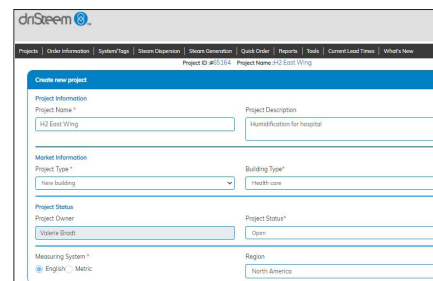 driSteem
Projects | Order Information | System/Tags | Steam Dispersion | Steam Generation | Quick Order | Reports | Tools | Current Lead Times | What's New
Project ID :#65164 Project Name :H2 East Wing
Create new project
Project Information
Project Name * Project Description
H2 East Wing Humidification for hospital
Market Information
Project Type * Building Type*
New building Health care
Project Status
Project Owner Project Status*
Valerie Bradt Open
Measuring System * Region
English Metric North America